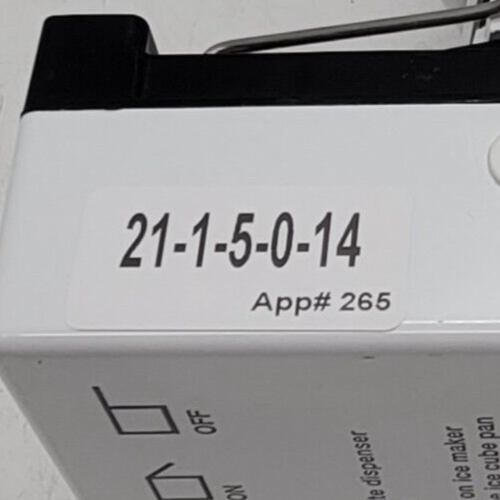 21-1-5-0-14
App# 265
OFF
ON
dispenser
on ice maker
ice cube pan